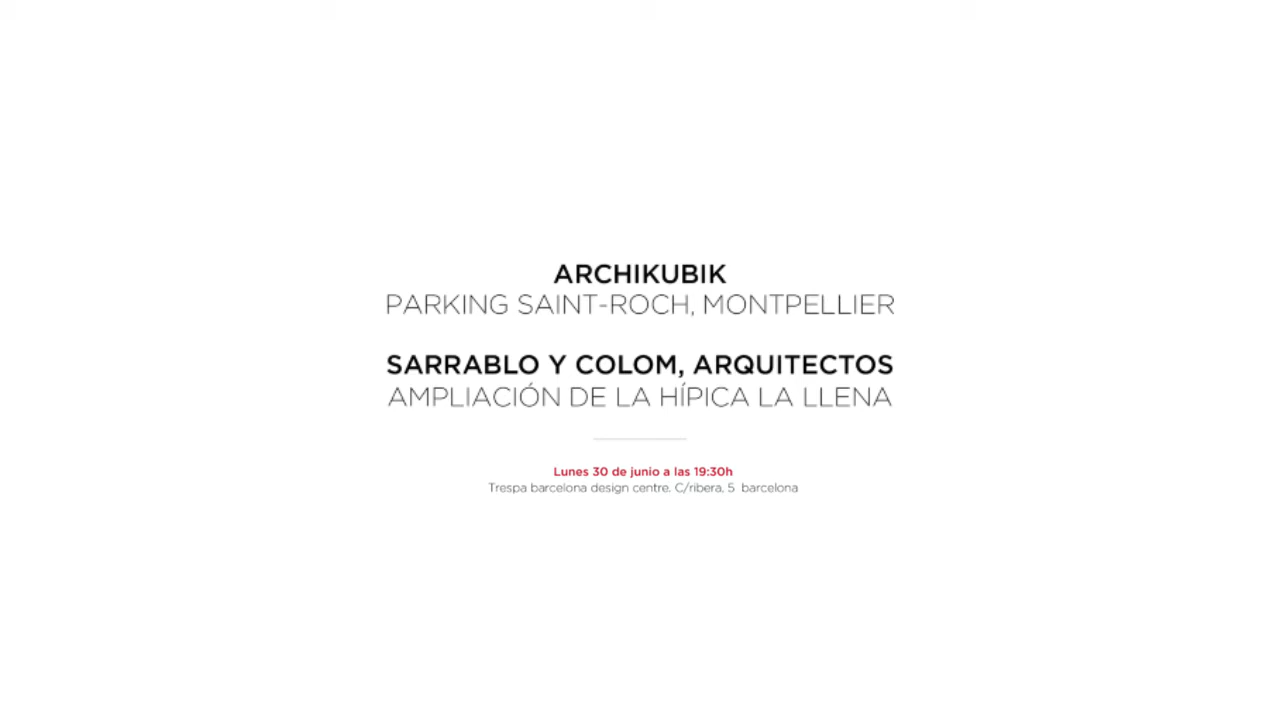 ARCHIKUBIK
PARKING SAINT-ROCH, MONTPELLIER
SARRABLO Y COLOM, ARQUITECTOS
AMPLIACIÓN DE LA HÍPICA LA LLENA
Lunes 30 de junio a las 19:30h
Trespa barcelona design centre. C/ribera, 5 barcelona